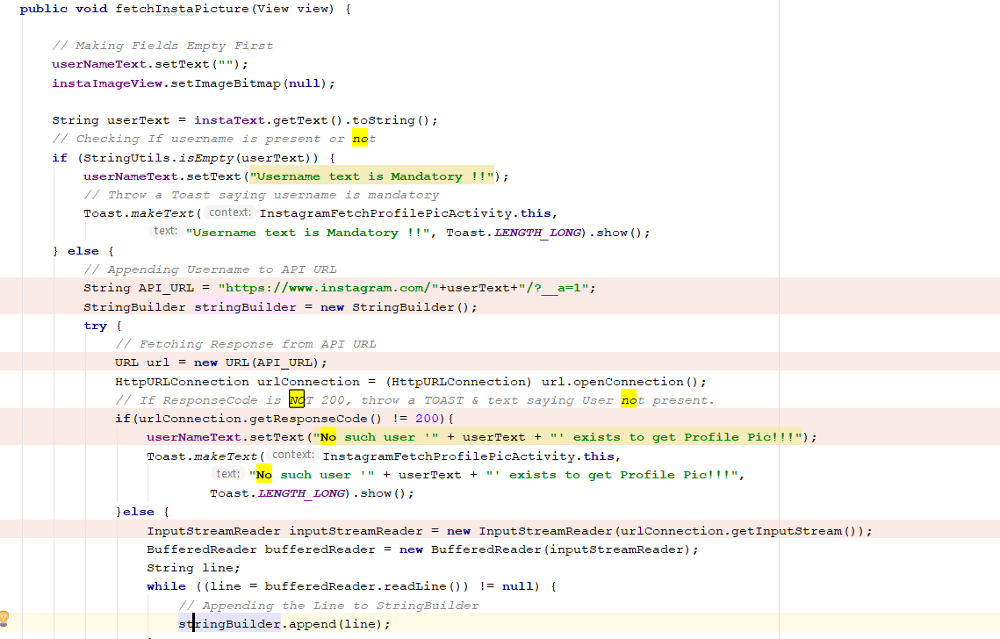 public void fetchInstaPicture(View view) {
// Making Fields Empty First
userNameText.setText("");
instaImageView.setImageBitmap(null);
String userText = instaText.getText().toString();
// Checking If username is present or not
if (StringUtils.isEmpty(userText)) {
userNameText.setText("Username text is Mandatory !!");
// Throw a Toast saying username is mandatory
Toast.makeText( context: InstagramFetchProfilePicActivity.this,
text: "Username text is Mandatory !!", Toast.LENGTH_LONG).show();
} else {
// Appending Username to API URL
String API_URL = "https://www.instagram.com/"+userText+"/?__a=1";
StringBuilder stringBuilder = new StringBuilder();
try {
// Fetching Response from API URL
URL url = new URL(API_URL);
HttpURLConnection urlConnection = (HttpURLConnection) url.openConnection();
// If ResponseCode is NOT 200, throw a TOAST & text saying User not present.
if(urlConnection.getResponseCode() != 200){
userNameText.setText("No such user '" + userText + "' exists to get Profile Pic!!!");
Toast.makeText( context: InstagramFetchProfilePicActivity.this,
text: "No such user '" + userText + "' exists to get Profile Pic!!!",
Toast.LENGTH_LONG).show();
}else {
InputStreamReader inputStreamReader = new InputStreamReader(urlConnection.getInputStream());
BufferedReader bufferedReader = new BufferedReader(inputStreamReader);
String line;
while ((line = bufferedReader.readLine()) != null) {
// Appending the Line to StringBuilder
stringBuilder.append(line);